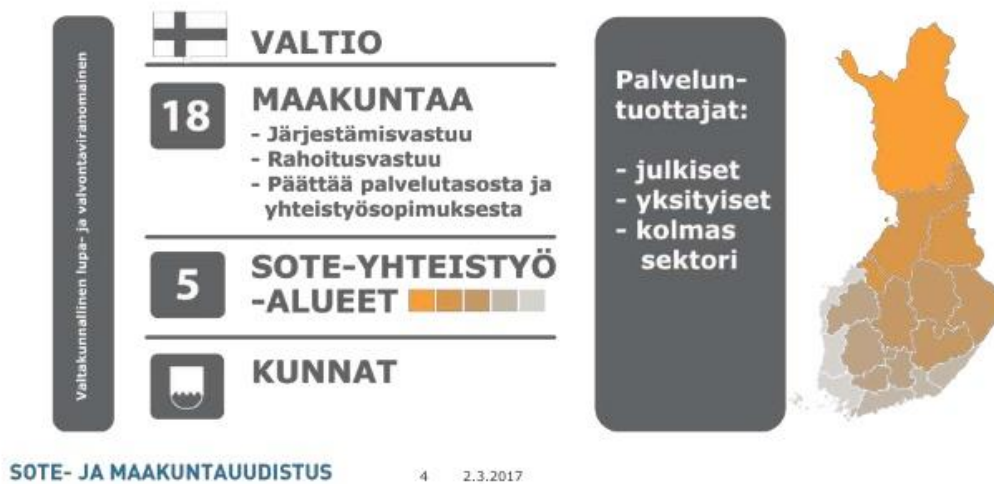 Valtakunnallinen lupa- ja valvontaviranomainen
VALTIO
18
MAAKUNTAA
- Järjestämisvastuu
- Rahoitusvastuu
- Päättää palvelutasosta ja
yhteistyösopimuksesta
5
SOTE-YHTEISTYÖ
-ALUEET
KUNNAT
Palvelun-
tuottajat:
- julkiset
- yksityiset
- kolmas
sektori
SOTE- JA MAAKUNTAUUDISTUS
4 2.3.2017